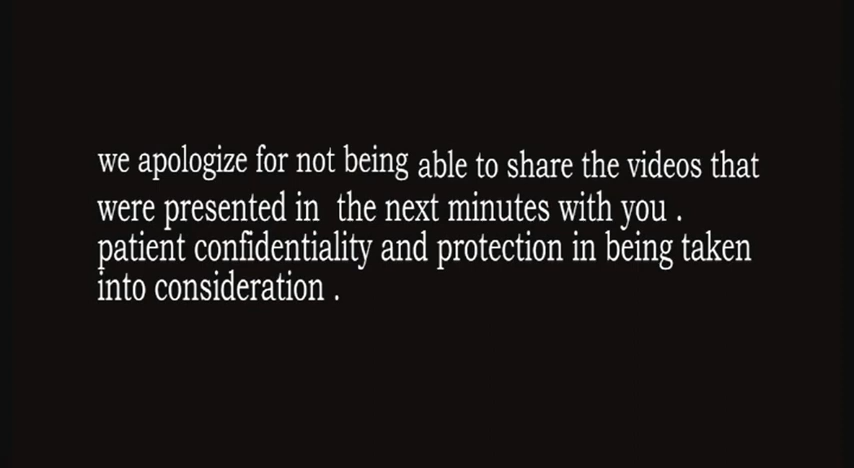 we apologize for not being able to share the videos that
were presented in the next minutes with you .
patient confidentiality and protection in being taken
into consideration .